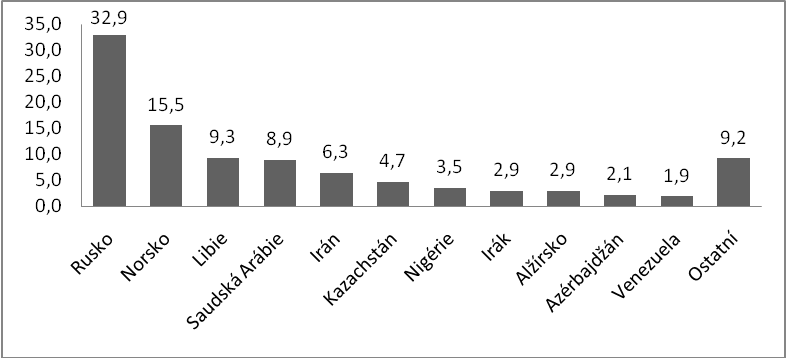 35,0
30,0
25,0
20,0
15,0
10,0
5,0
0,0
32,9
15,5
9,3
8,9
6,3
4,7
3,5
2,9
2,9
2,1
1,9
9,2
Rusko
Norsko
Libie
Saudská Arábie
Irán
Kazachstán
Nigérie
Irák
Alžírsko
Azérbajdžán
Venezuela
Ostatní